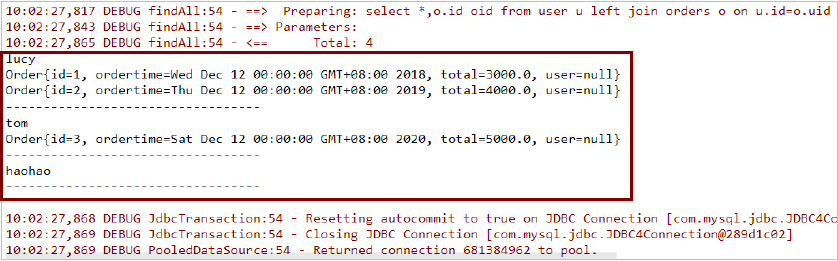 10:02:27,817 DEBUG findAll:54 - ==>  Preparing: select *,o.id oid from user u left join orders o on u.id=o.uid
10:02:27,843 DEBUG findAll:54 - ==> Parameters:
10:02:27,865 DEBUG findAll:54 - <==      Total: 4
lucy
Order{id=1, ordertime=Wed Dec 12 00:00:00 GMT+08:00 2018, total=3000.0, user=null}
Order{id=2, ordertime=Thu Dec 12 00:00:00 GMT+08:00 2019, total=4000.0, user=null}
----------------------------------
tom
Order{id=3, ordertime=Sat Dec 12 00:00:00 GMT+08:00 2020, total=5000.0, user=null}
----------------------------------
haohao
----------------------------------
10:02:27,868 DEBUG JdbcTransaction:54 - Resetting autocommit to true on JDBC Connection [com.mysql.jdbc.JDBC4Co
10:02:27,869 DEBUG JdbcTransaction:54 - Closing JDBC Connection [com.mysql.jdbc.JDBC4Connection@289d1c02]
10:02:27,869 DEBUG PooledDataSource:54 - Returned connection 681384962 to pool.